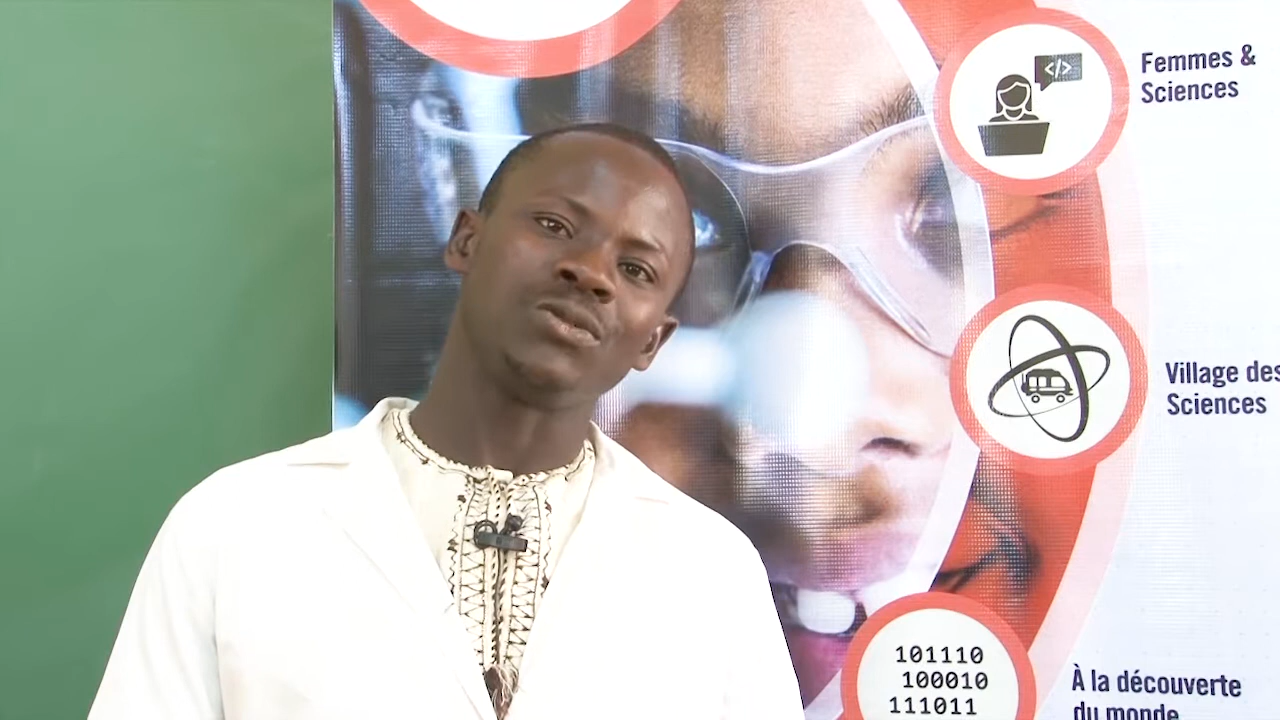 </>
Femmes &
Sciences
Village des
Sciences
101110
100010
111011
À la découverte
du monde